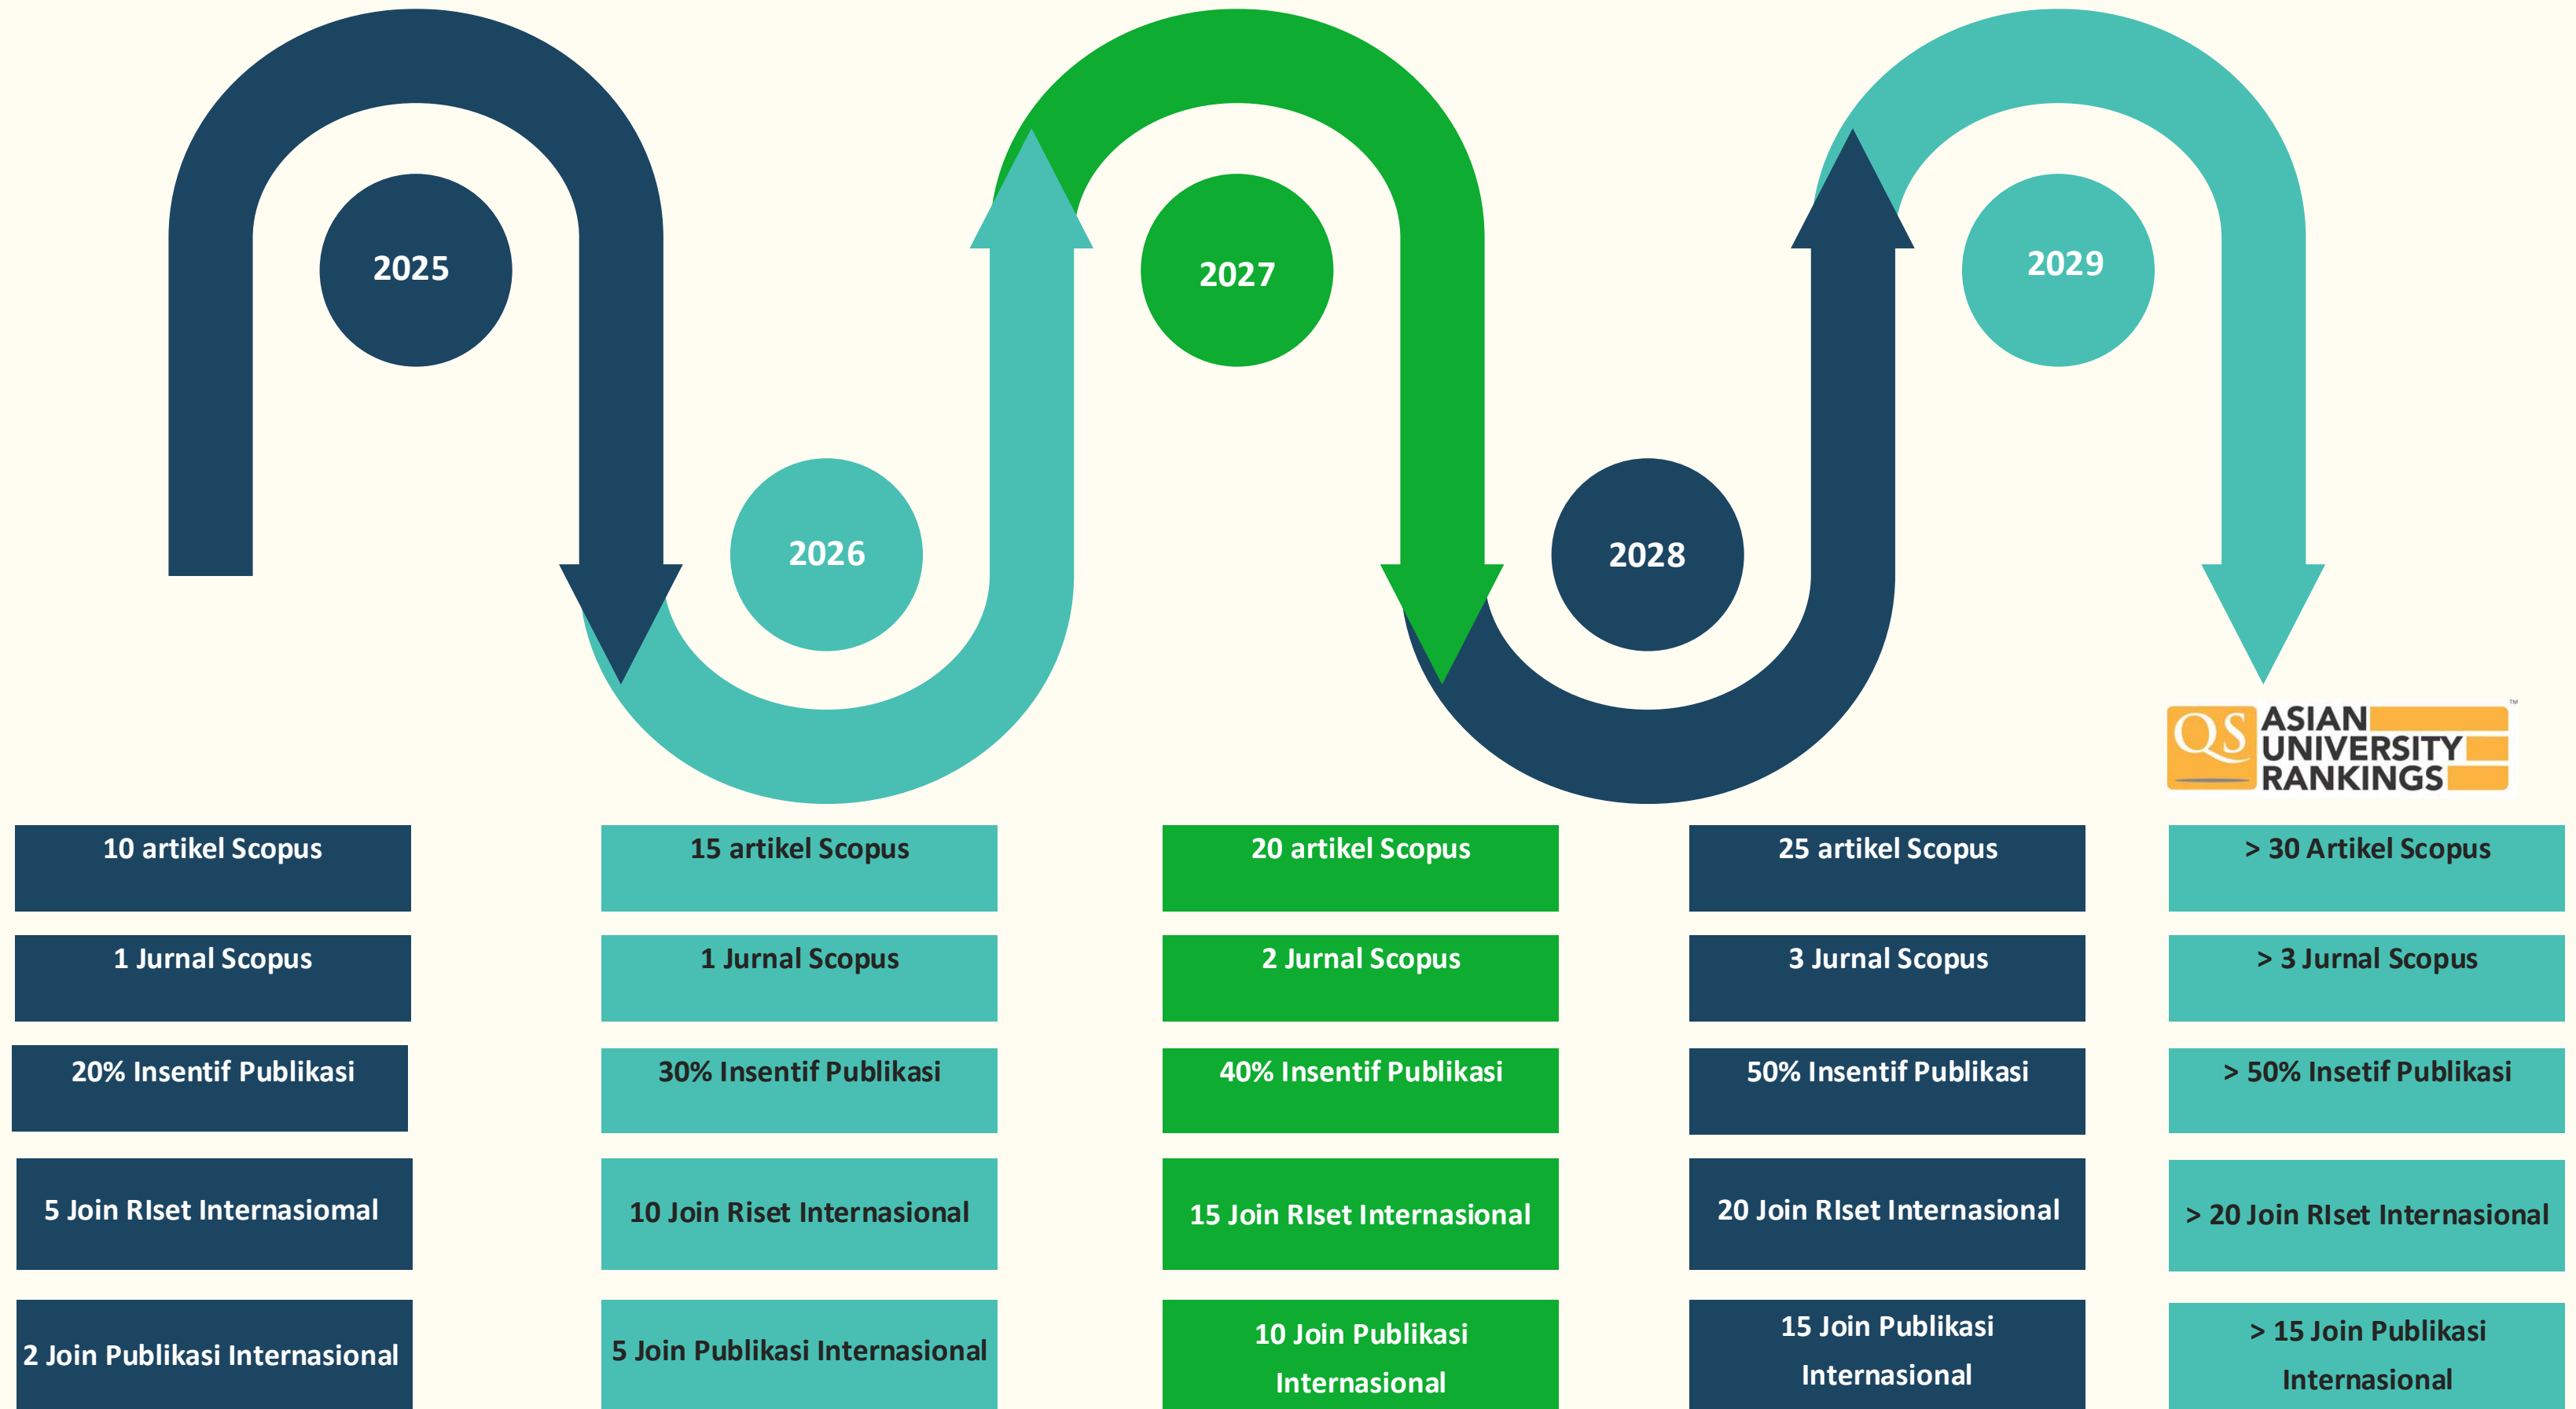 2025
2026
2027
2028
2029
QS ASIAN
UNIVERSITY
RANKINGS
™
10 artikel Scopus
1 Jurnal Scopus
20% Insentif Publikasi
5 Join RIset Internasiomal
2 Join Publikasi Internasional
15 artikel Scopus
1 Jurnal Scopus
30% Insentif Publikasi
10 Join Riset Internasional
5 Join Publikasi Internasional
20 artikel Scopus
2 Jurnal Scopus
40% Insentif Publikasi
15 Join RIset Internasional
10 Join Publikasi
Internasional
25 artikel Scopus
3 Jurnal Scopus
50% Insentif Publikasi
20 Join RIset Internasional
15 Join Publikasi
Internasional
> 30 Artikel Scopus
> 3 Jurnal Scopus
> 50% Insetif Publikasi
> 20 Join RIset Internasional
> 15 Join Publikasi
Internasional